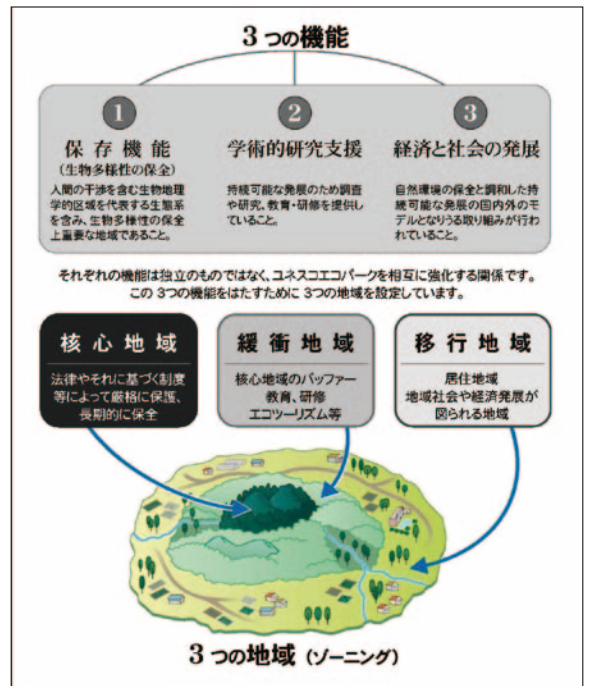 3つの機能
1
保存機能
(生物多様性の保全)
人間の干渉を含む生物地理
学的区域を代表する生態系
を含み、生物多様性の保全
上重要な地域であること。
2
学術的研究支援
持続可能な発展のため調査
や研究、教育・研修を提供し
ていること。
3
経済と社会の発展
自然環境の保全と調和した持
続可能な発展の国内外のモ
デルとなりうる取り組みが行わ
れていること。
それぞれの機能は独立のものではなく、ユネスコエコパークを相互に強化する関係です。
この3つの機能をはたすために3つの地域を設定しています。
核心地域
法律やそれに基づく制度
等によって厳格に保護、
長期的に保全
緩衝地域
核心地域のバッファー
教育、研修
エコツーリズム等
移行地域
居住地域
地域社会や経済発展が
図られる地域
3つの地域(ゾーニング)